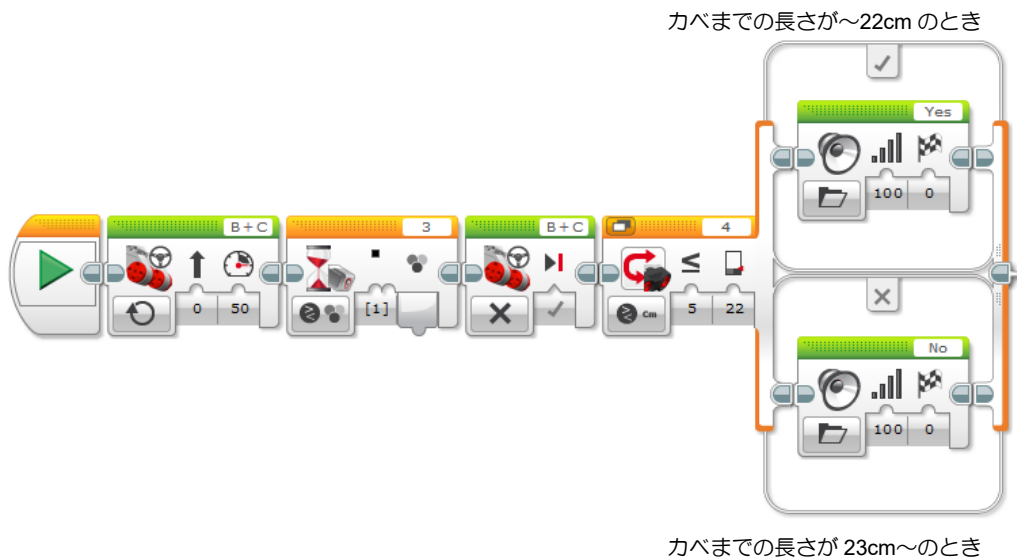 カベまでの長さが～22cm のとき
Yes
100 0
B+C 3 B+C 4
0 50 [1] Cm 5 22
No
100 0
カベまでの長さが 23cm～のとき